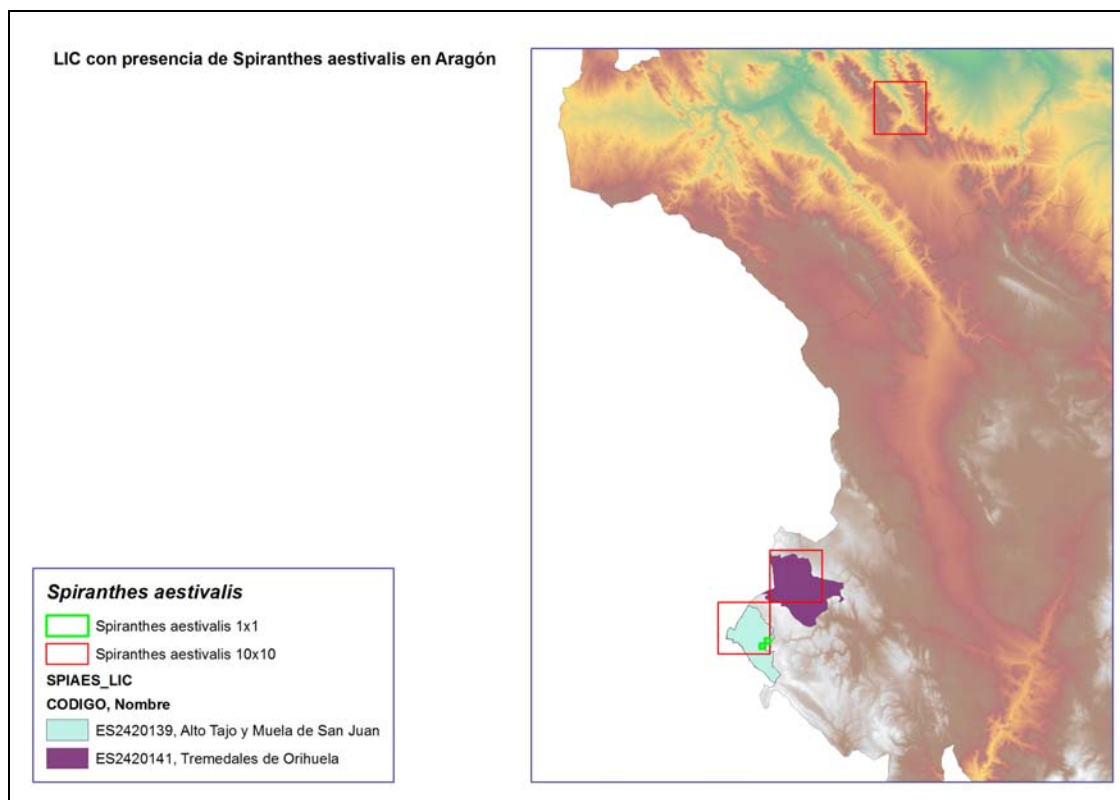 LIC con presencia de Spiranthes aestivalis en Aragón
Spiranthes aestivalis
Spiranthes aestivalis 1x1
Spiranthes aestivalis 10x10
SPIAES_LIC
CODIGO, Nombre
ES2420139, Alto Tajo y Muela de San Juan
ES2420141, Tremedales de Orihuela